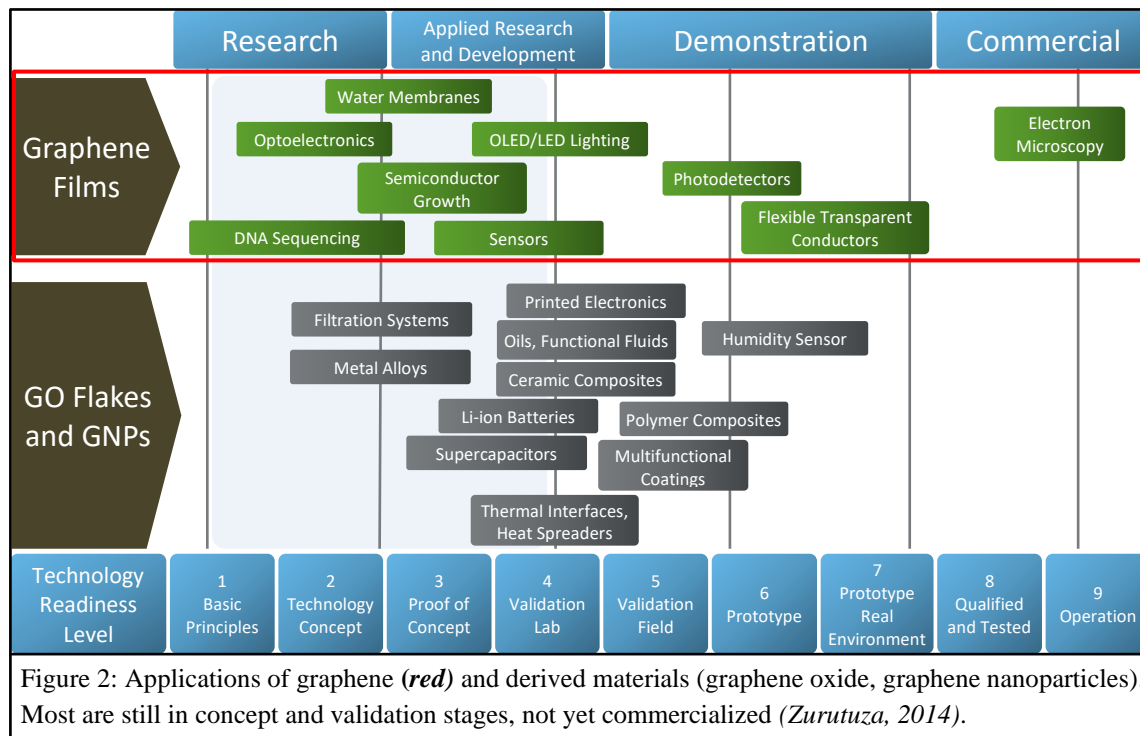 Research
Applied Research
and Development
Demonstration
Commercial
Graphene
Films
Water Membranes
Optoelectronics
OLED/LED Lighting
Electron
Microscopy
Semiconductor
Growth
Photodetectors
DNA Sequencing
Sensors
Flexible Transparent
Conductors
GO Flakes
and GNPs
Printed Electronics
Filtration Systems
Oils, Functional Fluids
Humidity Sensor
Metal Alloys
Ceramic Composites
Li-ion Batteries
Polymer Composites
Supercapacitors
Multifunctional
Coatings
Thermal Interfaces,
Heat Spreaders
Technology
Readiness
Level
1
Basic
Principles
2
Technology
Concept
3
Proof of
Concept
4
Validation
Lab
5
Validation
Field
6
Prototype
7
Prototype
Real
Environment
8
Qualified
and Tested
9
Operation
Figure 2: Applications of graphene (red) and derived materials (graphene oxide, graphene nanoparticles).
Most are still in concept and validation stages, not yet commercialized (Zurutuza, 2014).